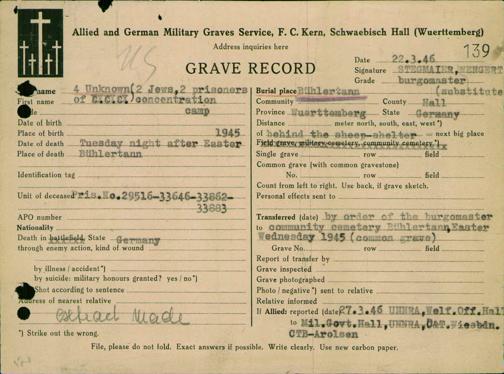 Allied and German Military Graves Service, F. C. Kern, Schwaebisch Hall (Wuerttemberg)
Address inquiries here
139
US
GRAVE RECORD
Date 22.3.46
Signature STEGMAIER, WENGERT
Grade burgomaster
(substitute
name 4 Unknown(2 Jews,2 prisoners
First name of C.C.C.) concentration
camp
Date of birth
Place of birth 1945
Date of death Tuesday night after Easter
Place of death Bühlertann
Identification tag
Unit of deceased Pris.No.29516-33646-33862-
33883
APO number
Nationality
Death in battlefield, State Germany
through enemy action, kind of wound
by illness / accident*)
by suicide: military honours granted? yes / no*)
Shot according to sentence
Address of nearest relative
extract made
*) Strike out the wrong.
Burial place Bühlertann
Community County Hall
Province Wuerttemberg State Germany
Distance meter north, south, east, west*)
of behind the sheep-shelter next big place
Field grave, military cemetery, community cemetery*)
Single grave row field
Common grave (with common gravestone)
No. row field
Count from left to right. Use back, if grave sketch.
Personal effects sent to
Transferred (date) by order of the burgomaster
to community cemetery Bühlertann,Easter
Wednesday 1945 (common grave)
Grave No. row field
Report of transfer by
Grave inspected
Grave photographed
Photo / negative*) sent to relative
Relative informed
If Allied: reported (date) 27.3.46 UNRRA,Welf.Off.Hall
to Mil.Govt.Hall,UNRRA, Wiesbdn.
CTB-Arolsen
File, please do not fold. Exact answers if possible. Write clearly. Use new carbon paper.